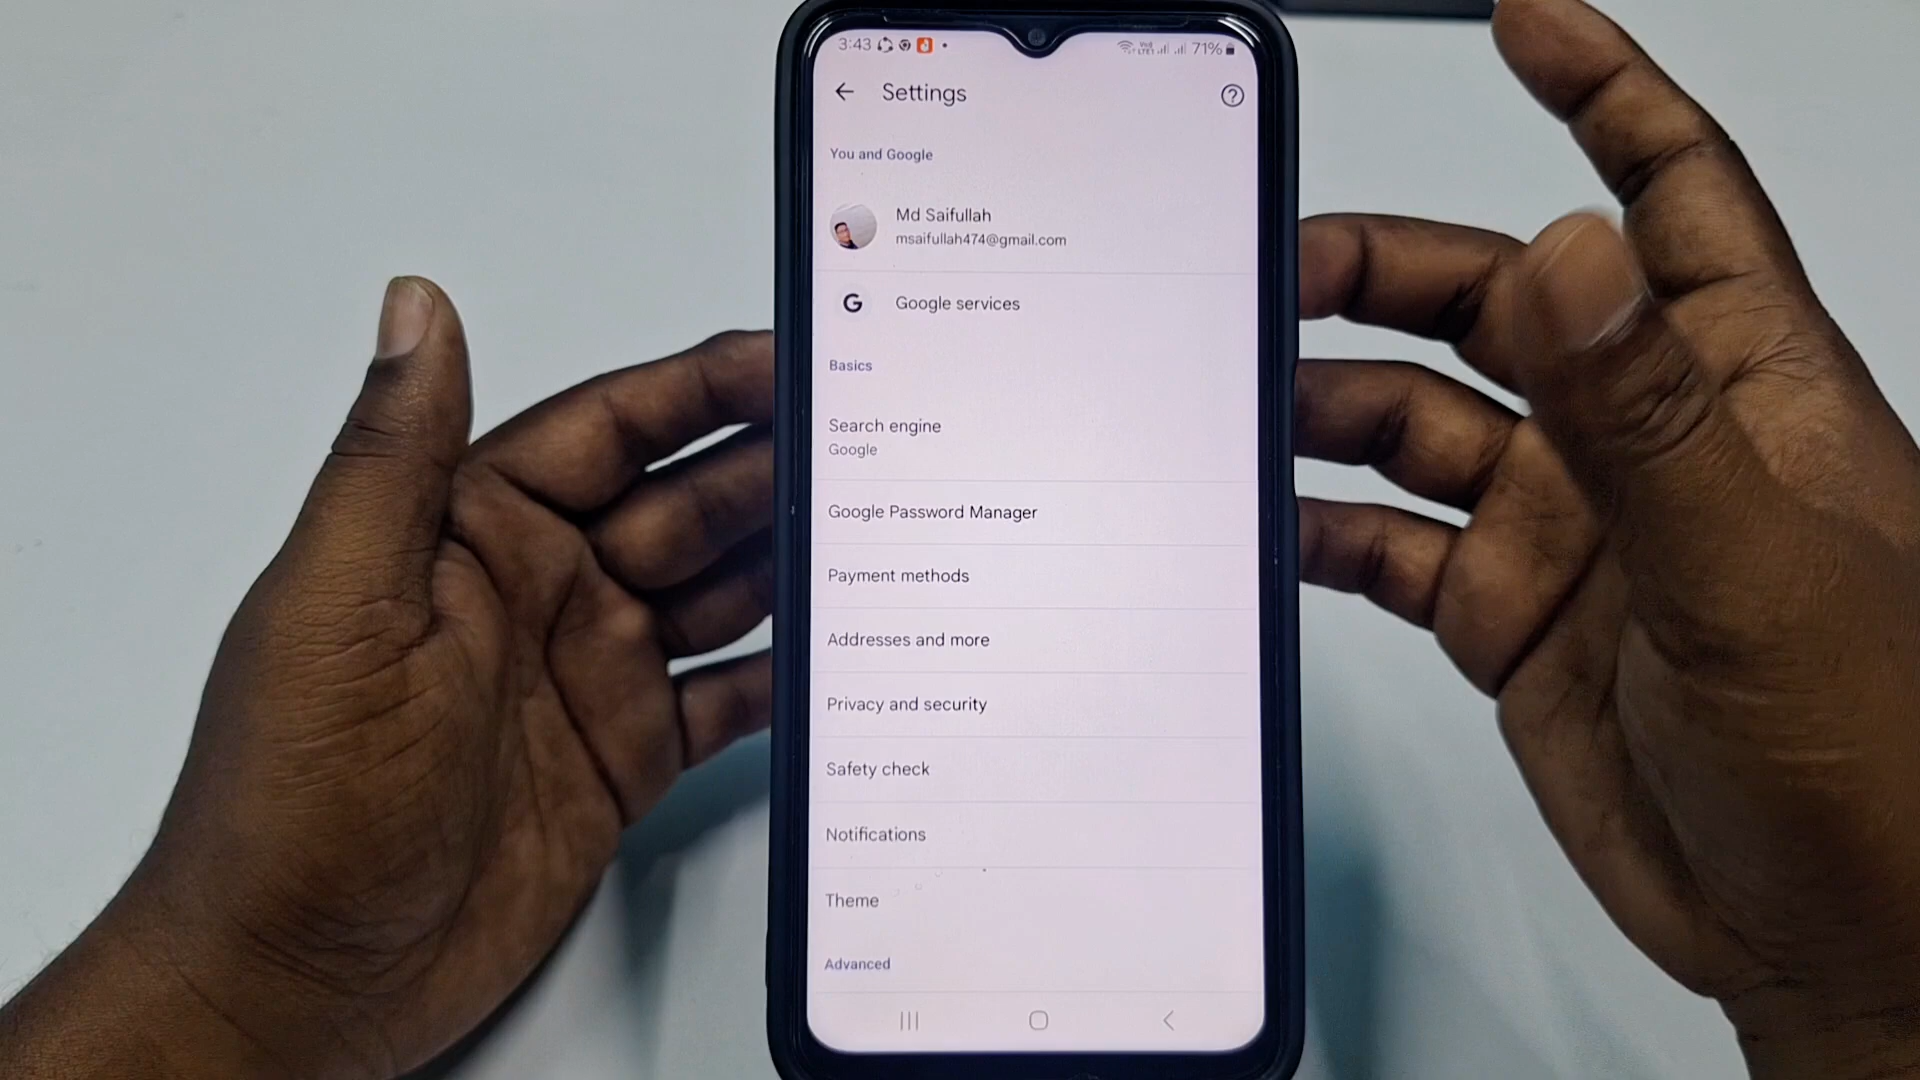 3:43 71%
Settings
You and Google
Md Saifullah
msaifullah474@gmail.com
G Google services
Basics
Search engine
Google
Google Password Manager
Payment methods
Addresses and more
Privacy and security
Safety check
Notifications
Theme
Advanced